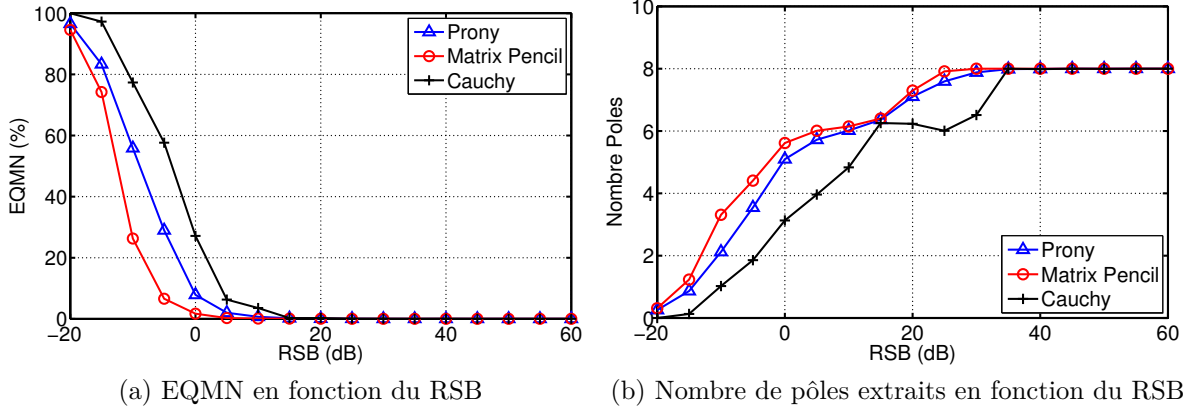 100
80
60
40
20
0
EQMN (%)
−20
0
20
40
60
RSB (dB)
Prony
Matrix Pencil
Cauchy
(a) EQMN en fonction du RSB
10
8
6
4
2
0
Nombre Poles
−20
0
20
40
60
RSB (dB)
Prony
Matrix Pencil
Cauchy
(b) Nombre de pôles extraits en fonction du RSB